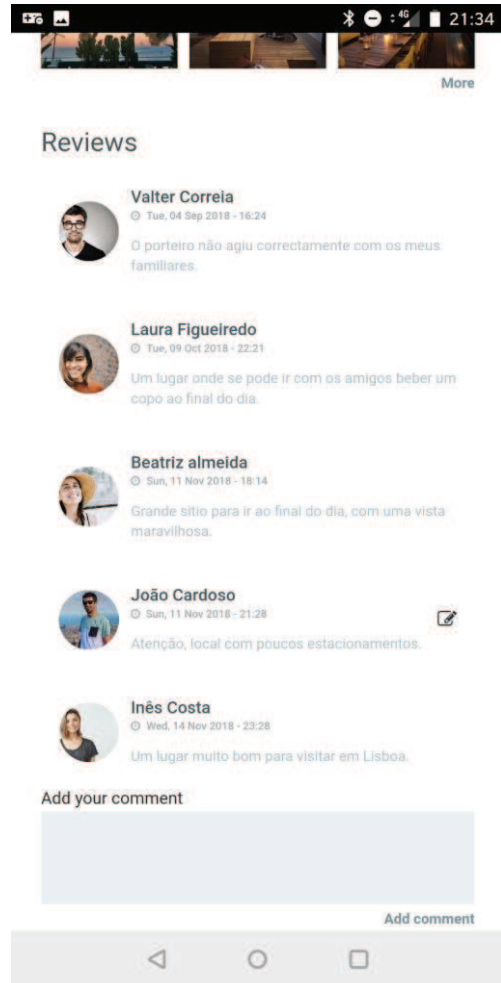 4G 21:34
More
Reviews
Valter Correia
Tue, 04 Sep 2018 - 16:24
O porteiro não agiu correctamente com os meus
familiares.
Laura Figueiredo
Tue, 09 Oct 2018 - 22:21
Um lugar onde se pode ir com os amigos beber um
copo ao final do dia.
Beatriz almeida
Sun, 11 Nov 2018 - 18:14
Grande sitio para ir ao final do dia, com uma vista
maravilhosa.
João Cardoso
Sun, 11 Nov 2018 - 21:28
Atenção, local com poucos estacionamentos.
Inês Costa
Wed, 14 Nov 2018 - 23:28
Um lugar muito bom para visitar em Lisboa.
Add your comment
Add comment